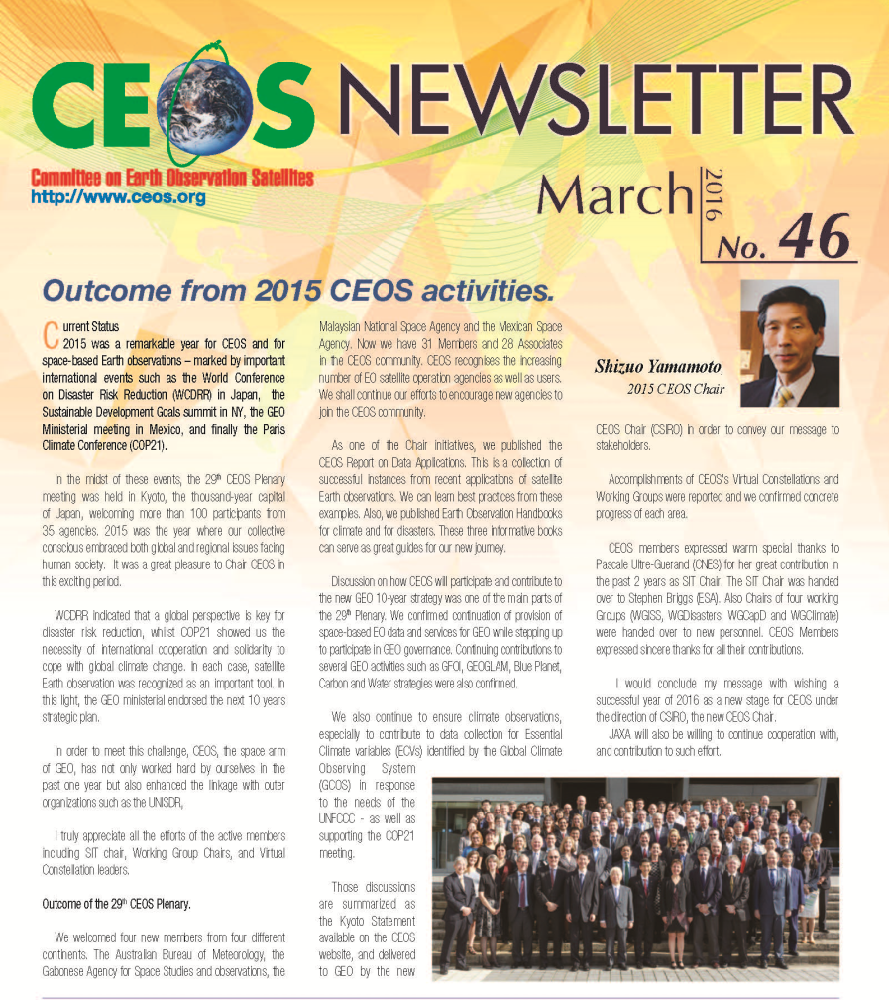 CEOS NEWSLETTER
Committee on Earth Observation Satellites
http://www.ceos.org
March 2016
No. 46
Outcome from 2015 CEOS activities.
Current Status
2015 was a remarkable year for CEOS and for
space-based Earth observations – marked by important
international events such as the World Conference
on Disaster Risk Reduction (WCDRR) in Japan, the
Sustainable Development Goals summit in NY, the GEO
Ministerial meeting in Mexico, and finally the Paris
Climate Conference (COP21).
In the midst of these events, the 29th CEOS Plenary
meeting was held in Kyoto, the thousand-year capital
of Japan, welcoming more than 100 participants from
35 agencies. 2015 was the year where our collective
conscious embraced both global and regional issues facing
human society. It was a great pleasure to Chair CEOS in
this exciting period.
WCDRR indicated that a global perspective is key for
disaster risk reduction, whilst COP21 showed us the
necessity of international cooperation and solidarity to
cope with global climate change. In each case, satellite
Earth observation was recognized as an important tool. In
this light, the GEO ministerial endorsed the next 10 years
strategic plan.
In order to meet this challenge, CEOS, the space arm
of GEO, has not only worked hard by ourselves in the
past one year but also enhanced the linkage with outer
organizations such as the UNISDR,
I truly appreciate all the efforts of the active members
including SIT chair, Working Group Chairs, and Virtual
Constellation leaders.
Outcome of the 29th CEOS Plenary.
We welcomed four new members from four different
continents. The Australian Bureau of Meteorology, the
Gabonese Agency for Space Studies and observations, the
Malaysian National Space Agency and the Mexican Space
Agency. Now we have 31 Members and 28 Associates
in the CEOS community. CEOS recognises the increasing
number of EO satellite operation agencies as well as users.
We shall continue our efforts to encourage new agencies to
join the CEOS community.
As one of the Chair initiatives, we published the
CEOS Report on Data Applications. This is a collection of
successful instances from recent applications of satellite
Earth observations. We can learn best practices from these
examples. Also, we published Earth Observation Handbooks
for climate and for disasters. These three informative books
can serve as great guides for our new journey.
Discussion on how CEOS will participate and contribute to
the new GEO 10-year strategy was one of the main parts of
the 29th Plenary. We confirmed continuation of provision of
space-based EO data and services for GEO while stepping up
to participate in GEO governance. Continuing contributions to
several GEO activities such as GFOI, GEOGLAM, Blue Planet,
Carbon and Water strategies were also confirmed.
We also continue to ensure climate observations,
especially to contribute to data collection for Essential
Climate variables (ECVs) identified by the Global Climate
Observing System
(GCOS) in response
to the needs of the
UNFCCC - as well as
supporting the COP21
meeting.
Those discussions
are summarized as
the Kyoto Statement
available on the CEOS
website, and delivered
to GEO by the new
Shizuo Yamamoto,
2015 CEOS Chair
CEOS Chair (CSIRO) in order to convey our message to
stakeholders.
Accomplishments of CEOS's Virtual Constellations and
Working Groups were reported and we confirmed concrete
progress of each area.
CEOS members expressed warm special thanks to
Pascale Ultre-Guerand (CNES) for her great contribution in
the past 2 years as SIT Chair. The SIT Chair was handed
over to Stephen Briggs (ESA). Also Chairs of four working
Groups (WGISS, WGDisasters, WGCapD and WGClimate)
were handed over to new personnel. CEOS Members
expressed sincere thanks for all their contributions.
I would conclude my message with wishing a
successful year of 2016 as a new stage for CEOS under
the direction of CSIRO, the new CEOS Chair.
JAXA will also be willing to continue cooperation with,
and contribution to such effort.